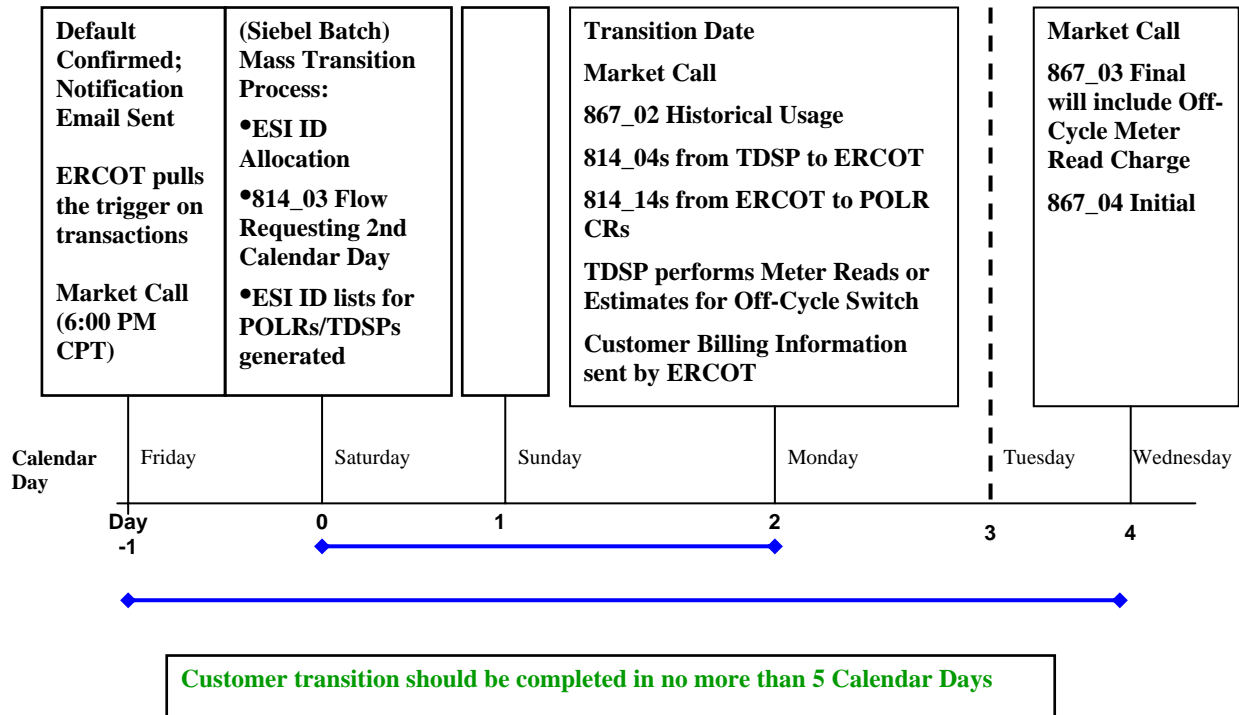 Default
Confirmed;
Notification
Email Sent
ERCOT pulls
the trigger on
transactions
Market Call
(6:00 PM
CPT)
(Siebel Batch)
Mass Transition
Process:
•ESI ID
Allocation
•814_03 Flow
Requesting 2nd
Calendar Day
•ESI ID lists for
POLRs/TDSPs
generated
Transition Date
Market Call
867_02 Historical Usage
814_04s from TDSP to ERCOT
814_14s from ERCOT to POLR
CRs
TDSP performs Meter Reads or
Estimates for Off-Cycle Switch
Customer Billing Information
sent by ERCOT
Market Call
867_03 Final
will include Off-
Cycle Meter
Read Charge
867_04 Initial
Calendar
Day
Friday
Saturday
Sunday
Monday
Tuesday
Wednesday
Day
-1
0
1
2
3
4
Customer transition should be completed in no more than 5 Calendar Days